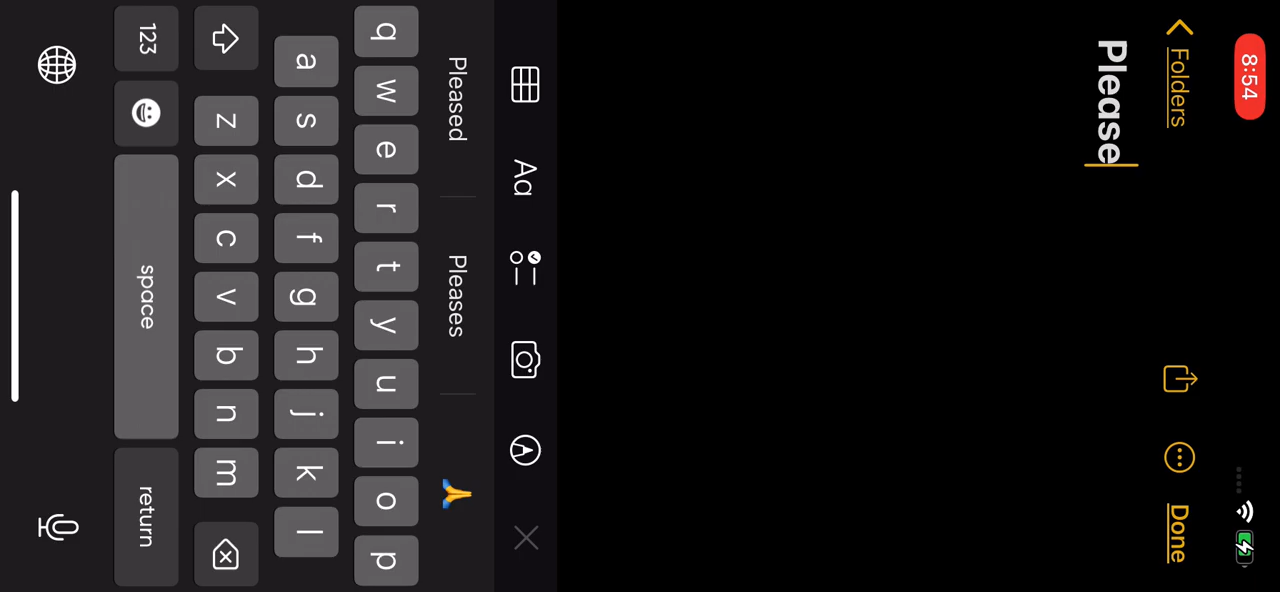 8:54
Folders
Done
Please
Aa
Pleased
Pleases
q w e r t y u i o p
a s d f g h j k l
z x c v b n m
123
space
return